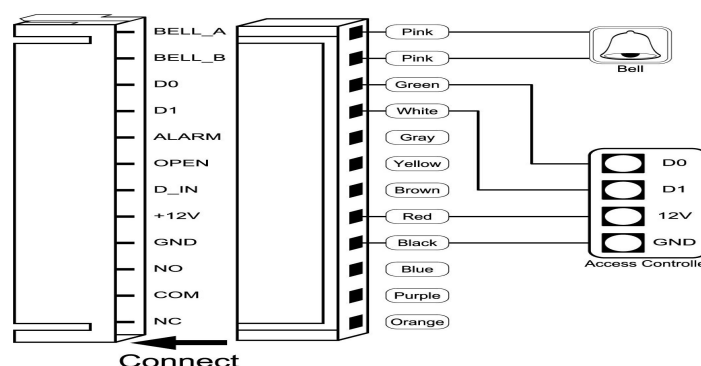 BELL_A
BELL_B
D0
D1
ALARM
OPEN
D_IN
+12V
GND
NO
COM
NC
Connect
Pink
Pink
Green
White
Gray
Yellow
Brown
Red
Black
Blue
Purple
Orange
Bell
D0
D1
12V
GND
Access Controlle